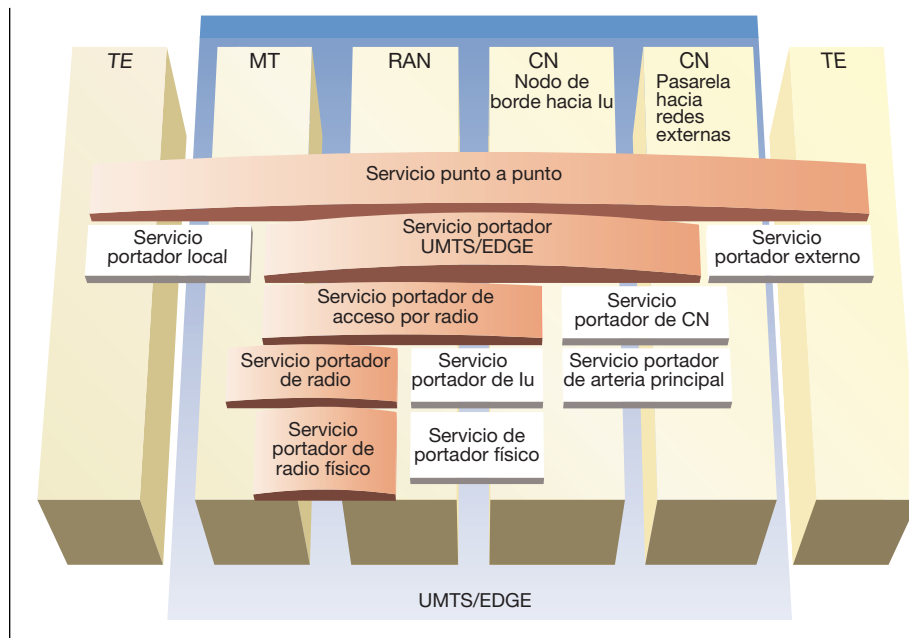 TE
MT
RAN
CN
Nodo de
borde hacia Iu
CN
Pasarela
hacia
redes
externas
TE
Servicio punto a punto
Servicio
portador local
Servicio portador
UMTS/EDGE
Servicio
portador externo
Servicio portador de
acceso por radio
Servicio
portador de CN
Servicio portador
de radio
Servicio
portador de Iu
Servicio portador
de arteria principal
Servicio
portador de
radio físico
Servicio de
portador físico
UMTS/EDGE